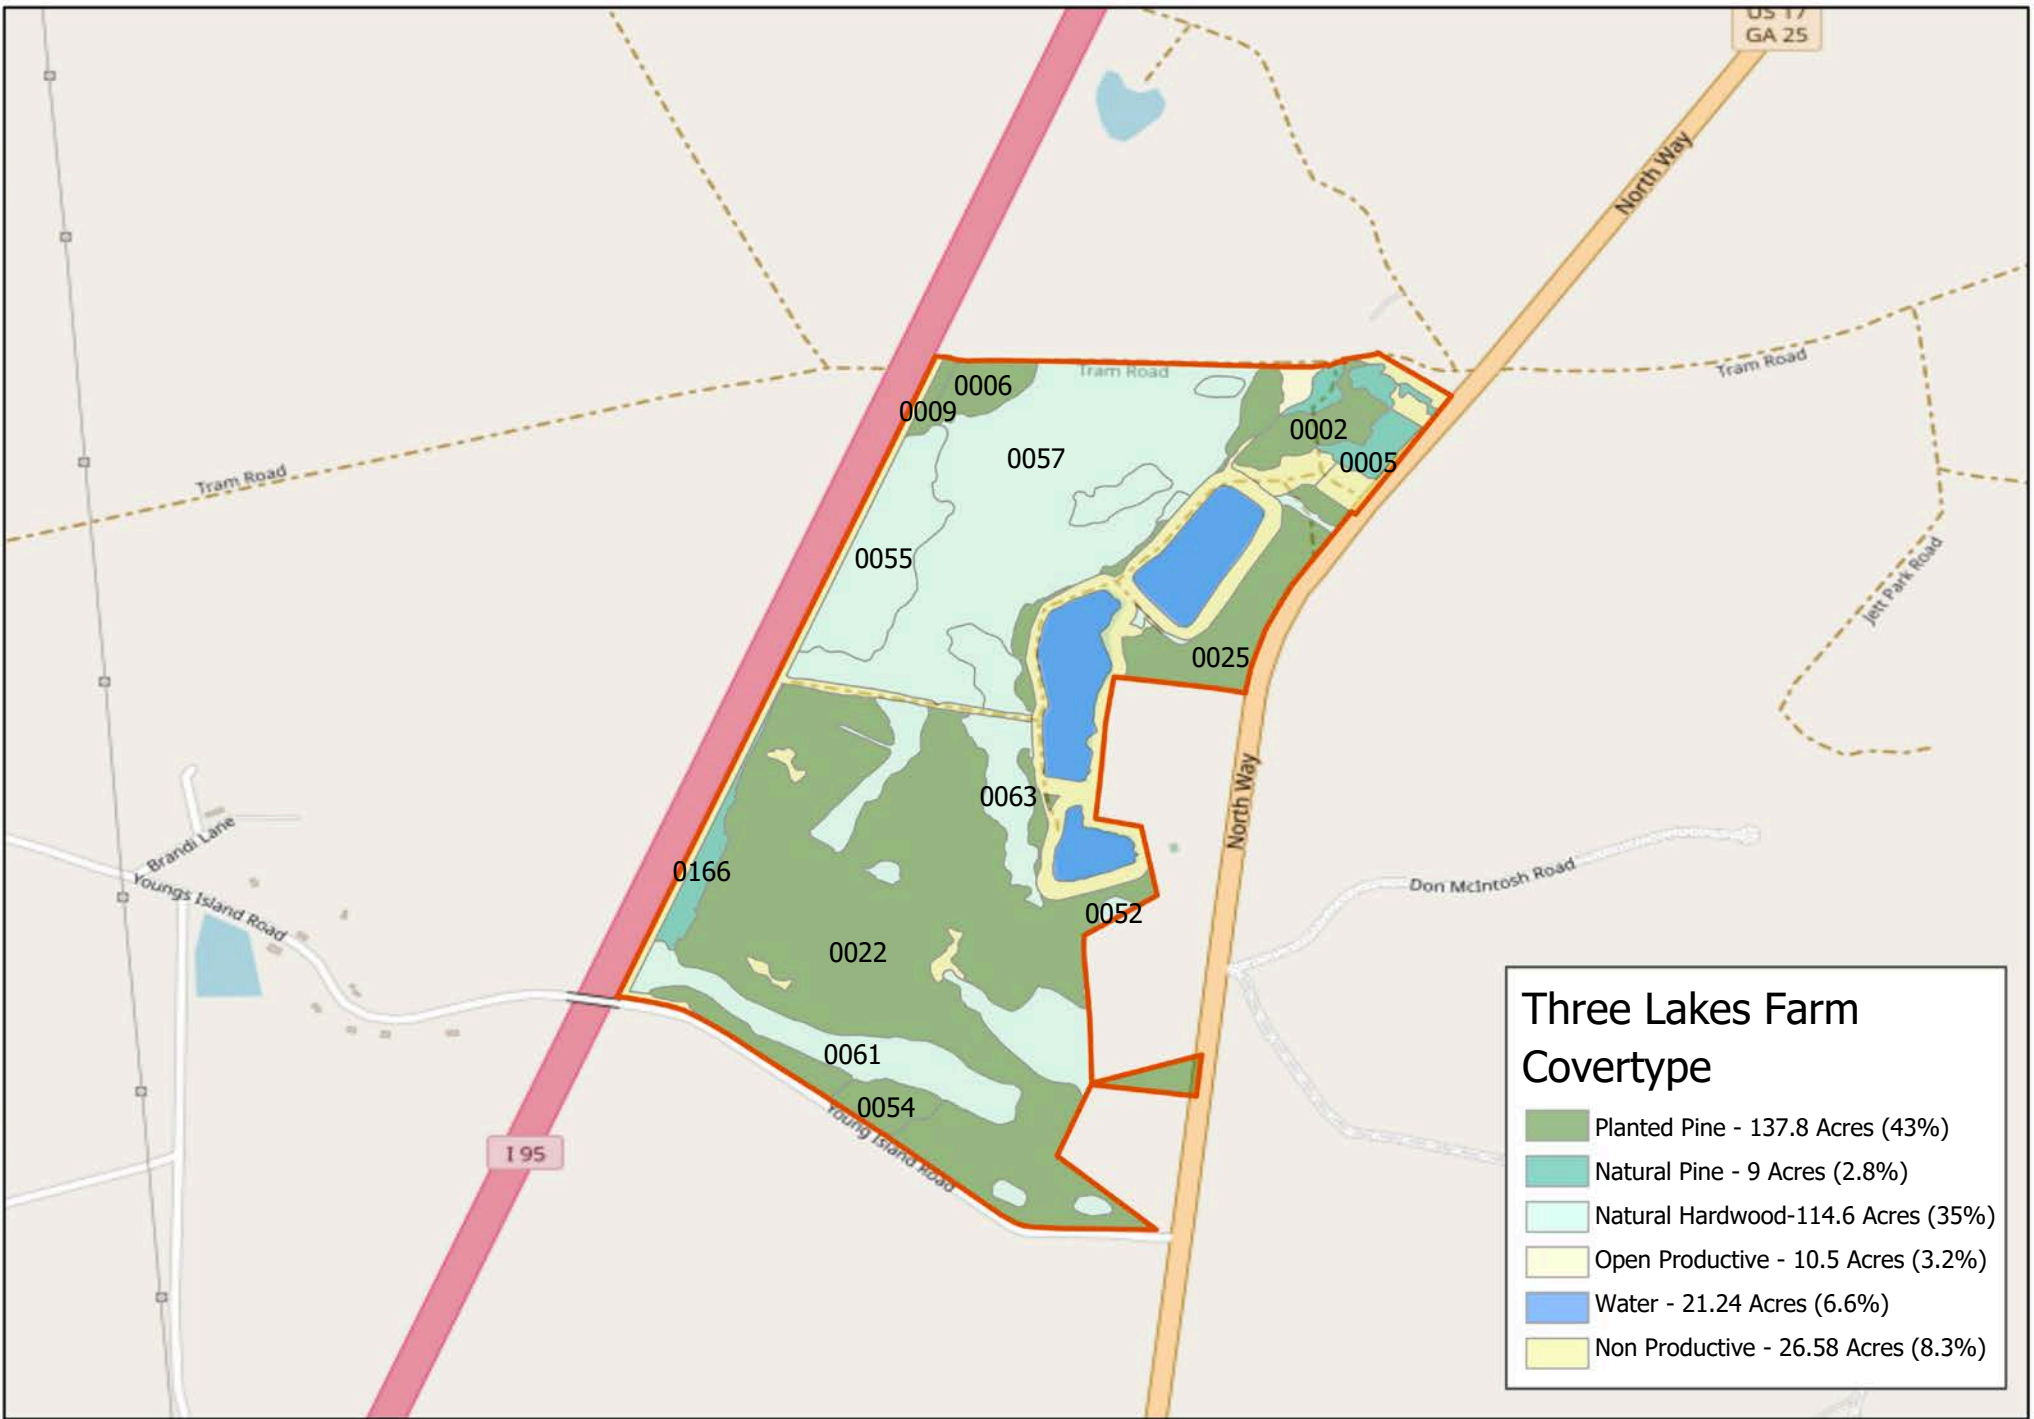 US 17
GA 25
North Way
Tram Road
Tram Road
0006
0009
0002
0057
0005
Tram Road
0055
Jett Park Road
0025
0063
North Way
Brandi Lane
0166
Youngs Island Road
Don McIntosh Road
0052
0022
0061
0054
Young Island Road
I 95
Three Lakes Farm
Covertype
Planted Pine - 137.8 Acres (43%)
Natural Pine - 9 Acres (2.8%)
Natural Hardwood-114.6 Acres (35%)
Open Productive - 10.5 Acres (3.2%)
Water - 21.24 Acres (6.6%)
Non Productive - 26.58 Acres (8.3%)